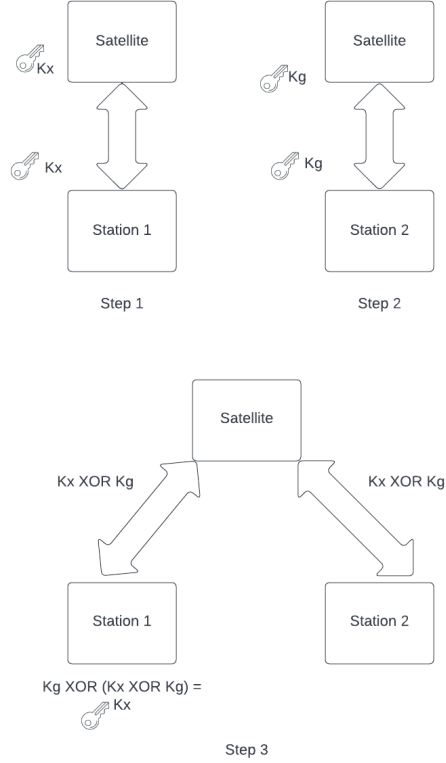 Satellite
Satellite
Kx
Kg
Kx
Kg
Station 1
Station 2
Step 1
Step 2
Satellite
Kx XOR Kg
Kx XOR Kg
Station 1
Station 2
Kg XOR (Kx XOR Kg) =
Kx
Step 3